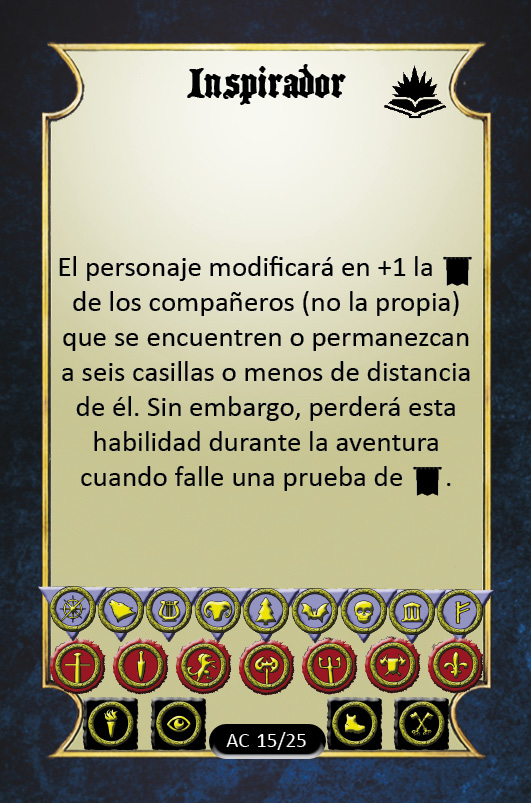 Inspirador
El personaje modificará en +1 la
de los compañeros (no la propia)
que se encuentren o permanezcan
a seis casillas o menos de distancia
de él. Sin embargo, perderá esta
habilidad durante la aventura
cuando falle una prueba de .
AC 15/25